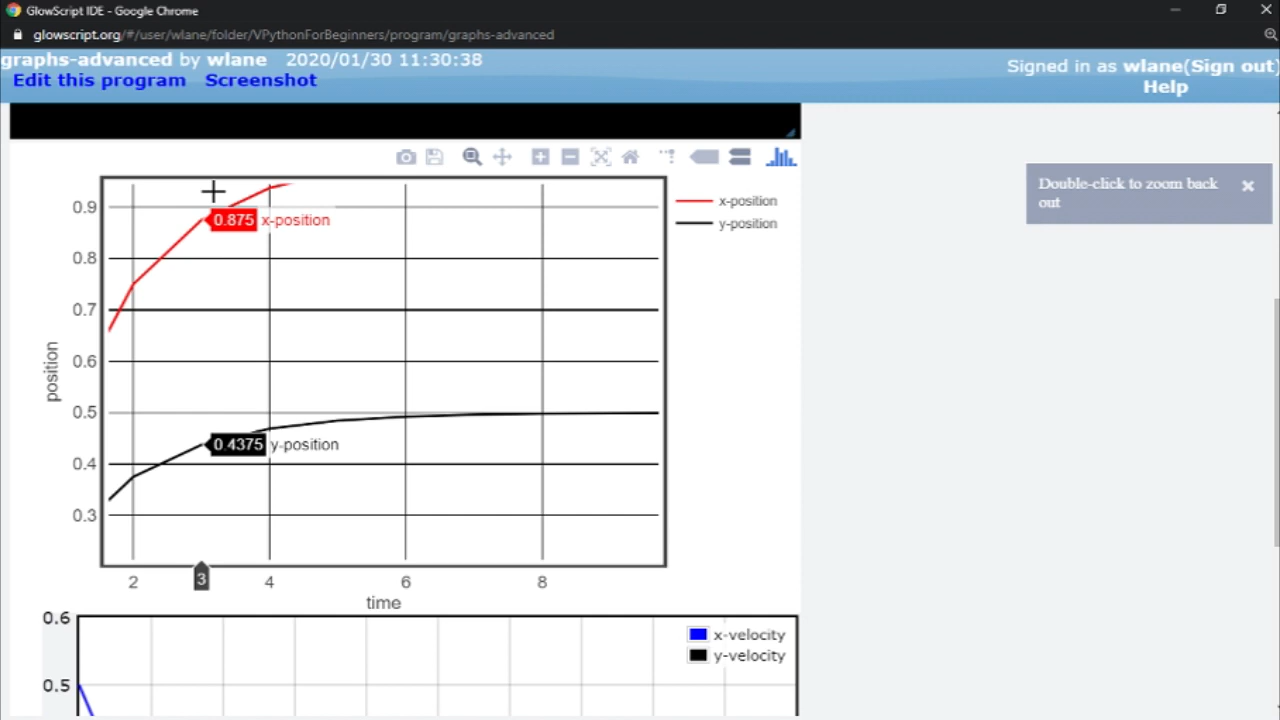 GlowScript IDE - Google Chrome
glowscript.org/#/user/wlane/folder/VPythonForBeginners/program/graphs-advanced
graphs-advanced by wlane 2020/01/30 11:30:38
Signed in as wlane(Sign out)
Edit this program Screenshot
Help
Double-click to zoom back
out
x-position
y-position
0.9
0.875 x-position
0.8
0.7
0.6
position
0.5
0.4375 y-position
0.4
0.3
2 3 4 6 8
time
0.6
x-velocity
y-velocity
0.5